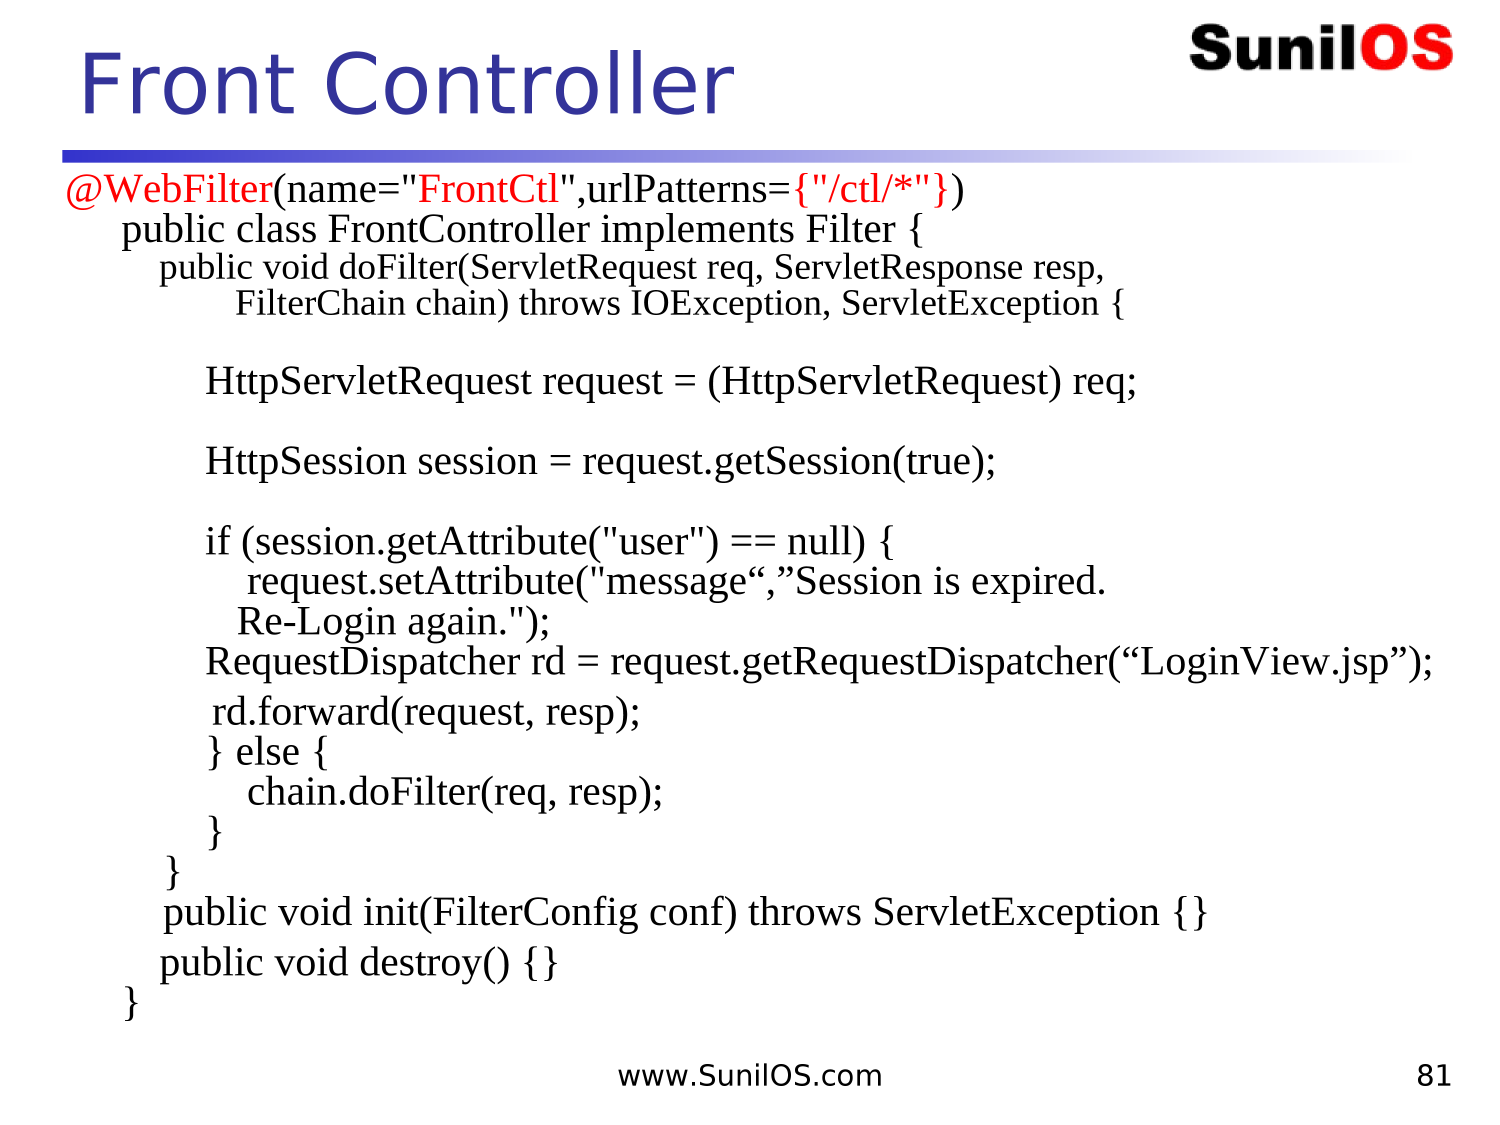 Front Controller
SunilOS
@WebFilter(name="FrontCtl",urlPatterns={"/ctl/*"})
public class FrontController implements Filter {
public void doFilter(ServletRequest req, ServletResponse resp,
FilterChain chain) throws IOException, ServletException {
HttpServletRequest request = (HttpServletRequest) req;
HttpSession session = request.getSession(true);
if (session.getAttribute("user") == null) {
request.setAttribute("message“,”Session is expired.
Re-Login again.");
RequestDispatcher rd = request.getRequestDispatcher(“LoginView.jsp”);
rd.forward(request, resp);
} else {
chain.doFilter(req, resp);
}
}
public void init(FilterConfig conf) throws ServletException {}
public void destroy() {}
}
www.SunilOS.com
81